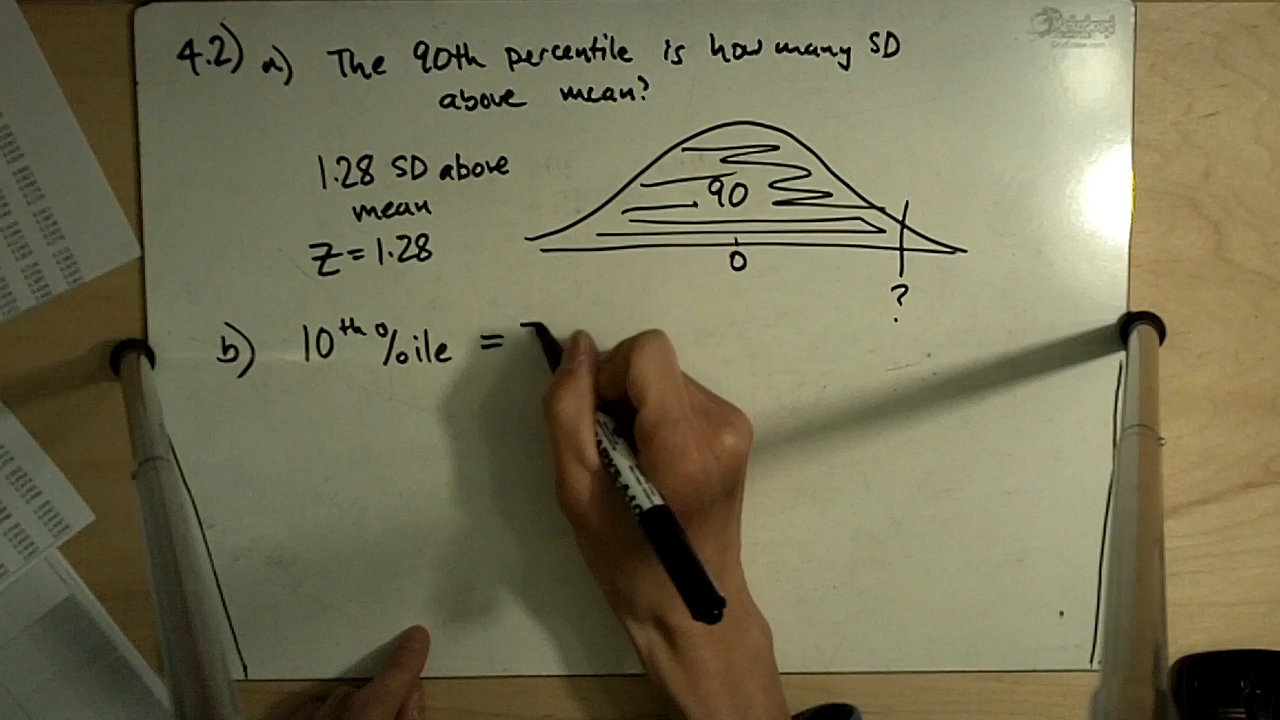 4.2) a) The 90th percentile is how many SD
above mean?
1.28 SD above
mean
Z = 1.28
90
0
?
b) 10th %ile =